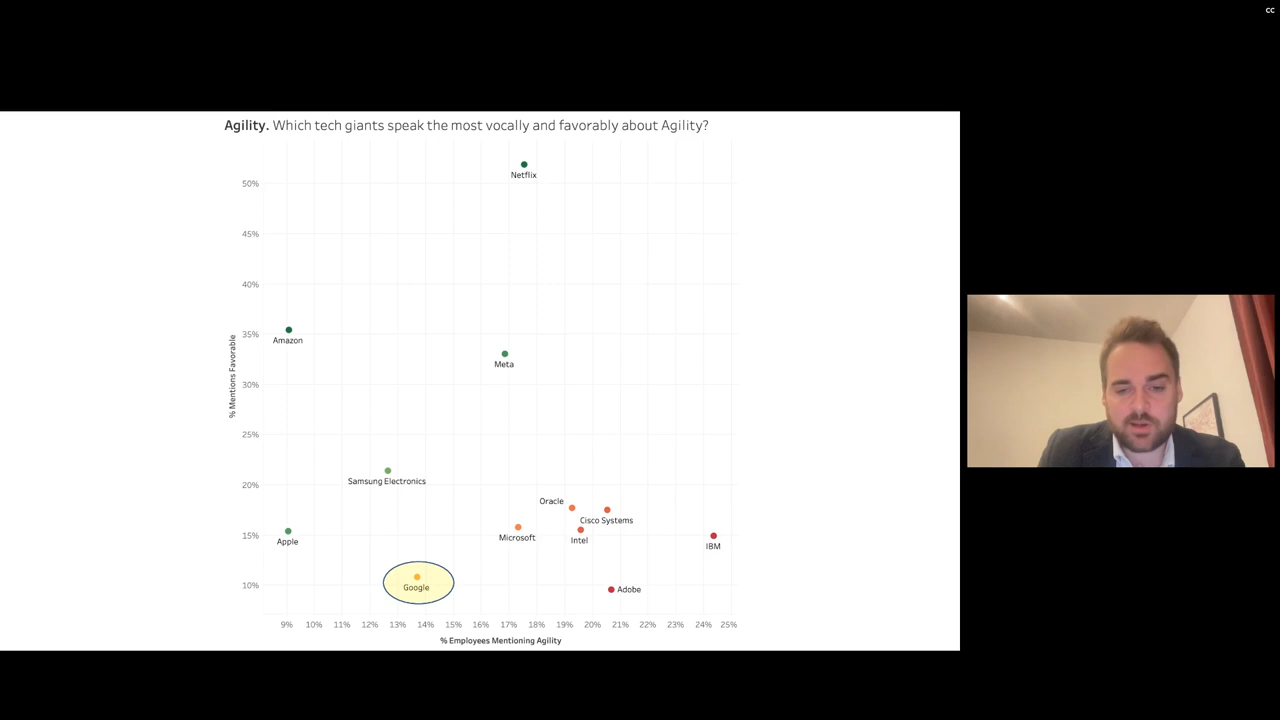 CC
Agility. Which tech giants speak the most vocally and favorably about Agility?
Netflix
50%
45%
40%
35%
Amazon
Meta
% Mentions Favorable
30%
25%
Samsung Electronics
20%
Oracle
Cisco Systems
15%
Apple
Microsoft
Intel
IBM
10%
Google
Adobe
9% 10% 11% 12% 13% 14% 15% 16% 17% 18% 19% 20% 21% 22% 23% 24% 25%
% Employees Mentioning Agility